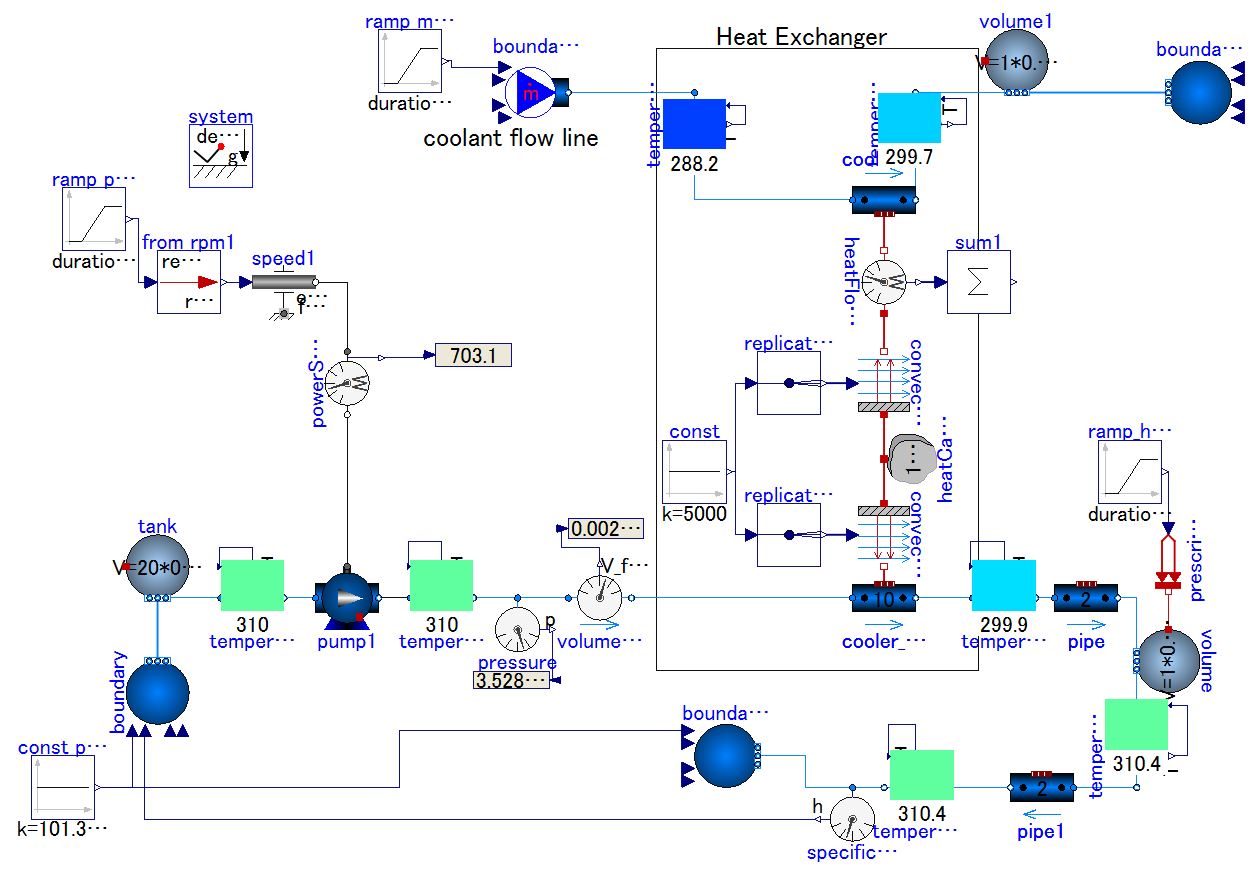 ramp m···
duratio···
bounda···
ṁ
coolant flow line
Heat Exchanger
volume1
V=1*0.···
bounda···
temper···
T
288.2
temper···
T
299.7
system
de···
g
ramp p···
duratio···
from rpm1
re···
r···
speed1
e···
f···
coo
heatFlo···
W
sum1
Σ
703.1
powerS···
W
replicat···
convec···
const
k=5000
1···
heatCa···
replicat···
convec···
ramp_h···
duratio···
prescri···
tank
V=20*0···
T
310
temper···
pump1
T
310
temper···
0.002···
V_f···
volume···
p
pressure
3.528···
10
cooler_···
T
299.9
temper···
2
pipe
volume
V=1*0.···
boundary
bounda···
const p···
k=101.3···
T
310.4
temper···
h
specific···
2
pipe1
temper···
T
310.4